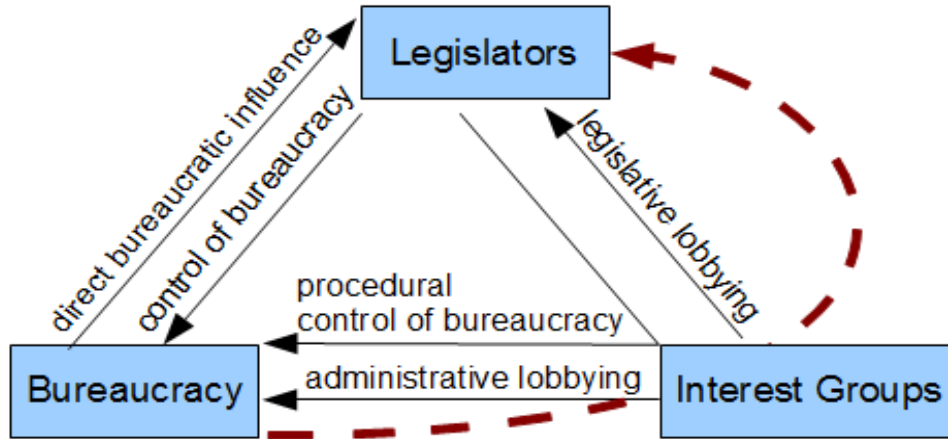 Legislators
direct bureaucratic influence
control of bureaucracy
legislative lobbying
procedural
control of bureaucracy
administrative lobbying
Bureaucracy
Interest Groups